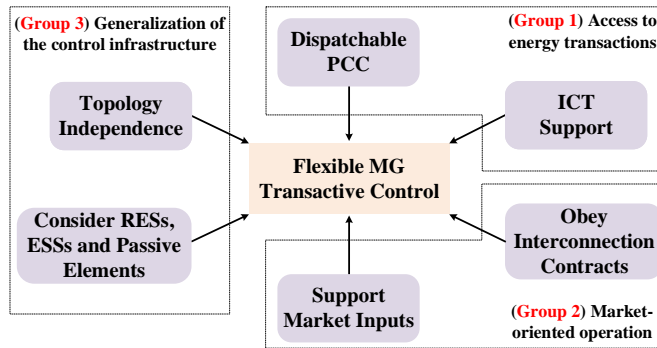 (Group 3) Generalization of
the control infrastructure
Topology
Independence
Consider RESs,
ESSs and Passive
Elements
Dispatchable
PCC
(Group 1) Access to
energy transactions
ICT
Support
Flexible MG
Transactive Control
Support
Market Inputs
Obey
Interconnection
Contracts
(Group 2) Market-
oriented operation